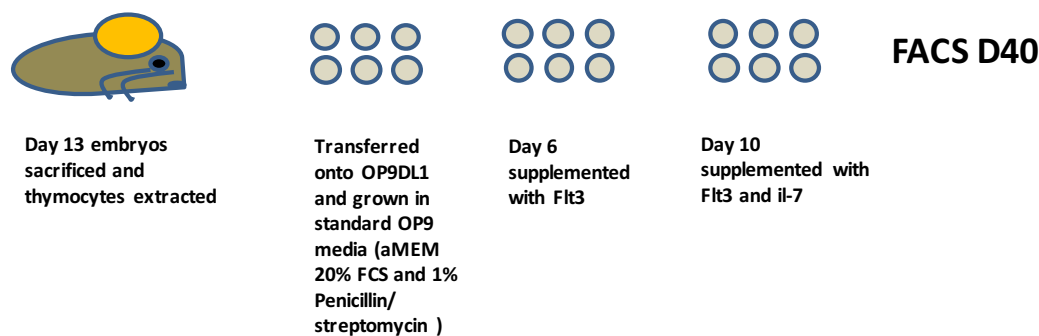 FACS D40
Day 13 embryos
sacrificed and
thymocytes extracted
Transferred
onto OP9DL1
and grown in
standard OP9
media (aMEM
20% FCS and 1%
Penicillin/
streptomycin )
Day 6
supplemented
with Flt3
Day 10
supplemented with
Flt3 and il-7